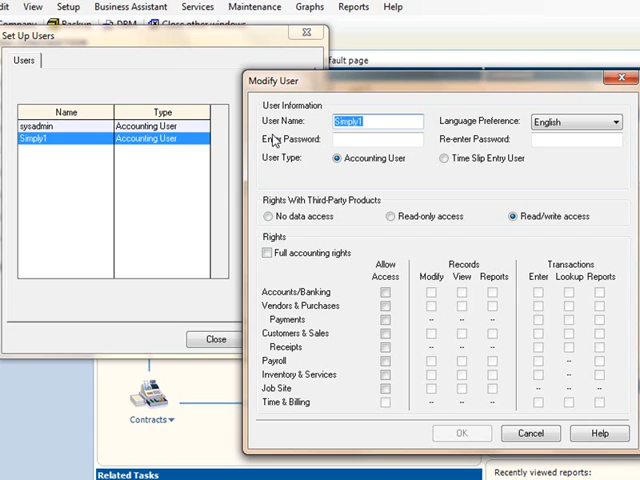 dit View Setup Business Assistant Services Maintenance Graphs Reports Help
Company Backup DBM Close other windows
Set Up Users
fault page
Users
Name Type
sysadmin Accounting User
Simply1 Accounting User
Close
Contracts
Related Tasks
Recently viewed reports:
Modify User
User Information
User Name: Simply1 Language Preference: English
Enter Password: Re-enter Password:
User Type: Accounting User Time Slip Entry User
Rights With Third-Party Products
No data access Read-only access Read/write access
Rights
Full accounting rights
Allow Access Records Transactions
Modify View Reports Enter Lookup Reports
Accounts/Banking
Vendors & Purchases
Payments -- -- --
Customers & Sales
Receipts -- -- --
Payroll --
Inventory & Services
Job Site -- -- --
Time & Billing -- -- --
OK Cancel Help